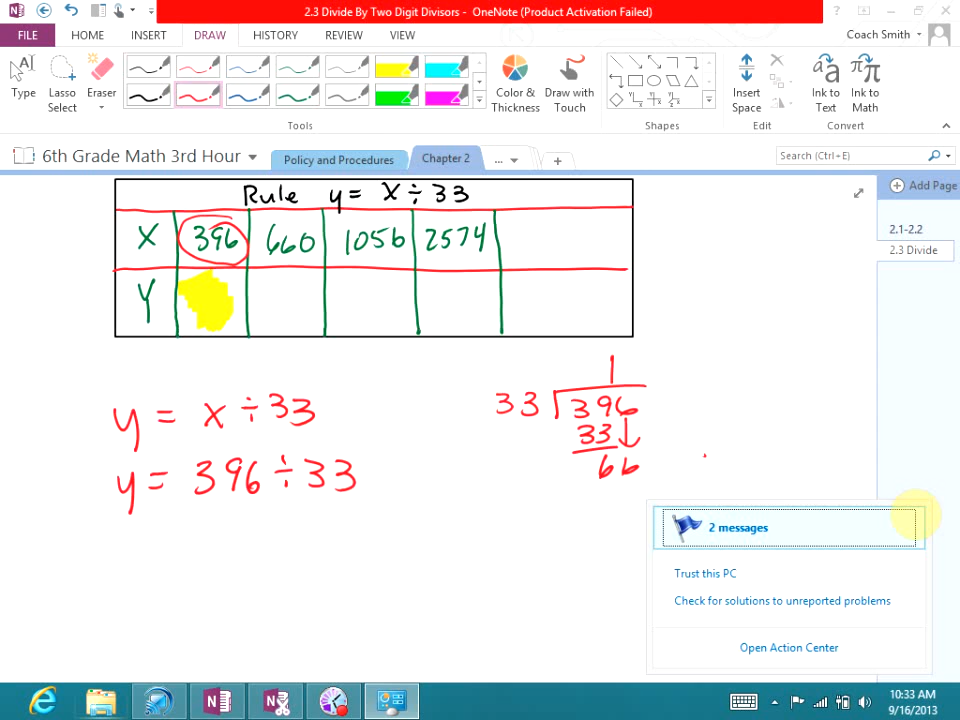 2.3 Divide By Two Digit Divisors - OneNote (Product Activation Failed)
FILE HOME INSERT DRAW HISTORY REVIEW VIEW Coach Smith
Type Lasso Select Eraser Color & Thickness Draw with Touch Insert Space Ink to Text Ink to Math
Tools Shapes Edit Convert
6th Grade Math 3rd Hour Policy and Procedures Chapter 2 ... + Search (Ctrl+E)
Add Page
2.1-2.2
2.3 Divide
Rule y = x ÷ 33
X 396 660 1056 2574
Y
1
y = x ÷ 33 33 396
33
y = 396 ÷ 33 66
2 messages
Trust this PC
Check for solutions to unreported problems
Open Action Center
10:33 AM
9/16/2013